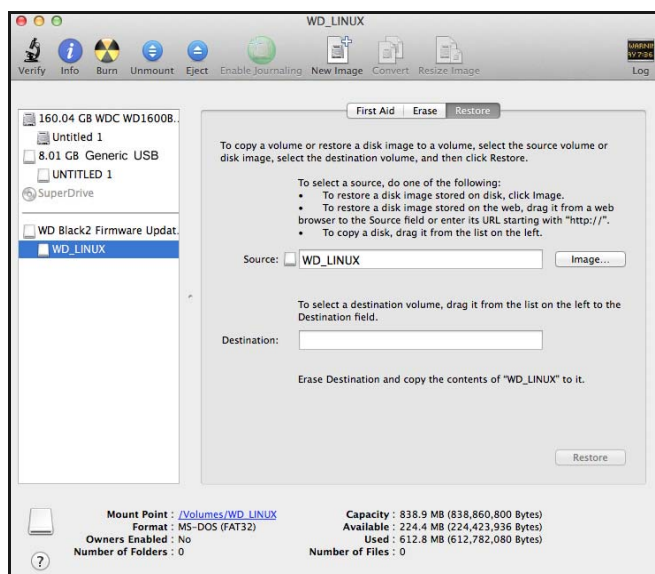 WD_LINUX
Verify Info Burn Unmount Eject Enable Journaling New Image Convert Resize Image Log
WARNIN
AY 7:36
160.04 GB WDC WD1600B..
Untitled 1
8.01 GB Generic USB
UNTITLED 1
SuperDrive
WD Black2 Firmware Updat..
WD_LINUX
First Aid Erase Restore
To copy a volume or restore a disk image to a volume, select the source volume or
disk image, select the destination volume, and then click Restore.
To select a source, do one of the following:
• To restore a disk image stored on disk, click Image.
• To restore a disk image stored on the web, drag it from a web
browser to the Source field or enter its URL starting with "http://".
• To copy a disk, drag it from the list on the left.
Source: WD_LINUX Image...
To select a destination volume, drag it from the list on the left to the
Destination field.
Destination:
Erase Destination and copy the contents of "WD_LINUX" to it.
Restore
Mount Point : /Volumes/WD_LINUX
Format : MS-DOS (FAT32)
Owners Enabled : No
Number of Folders : 0
Capacity : 838.9 MB (838,860,800 Bytes)
Available : 224.4 MB (224,423,936 Bytes)
Used : 612.8 MB (612,782,080 Bytes)
Number of Files : 0
?